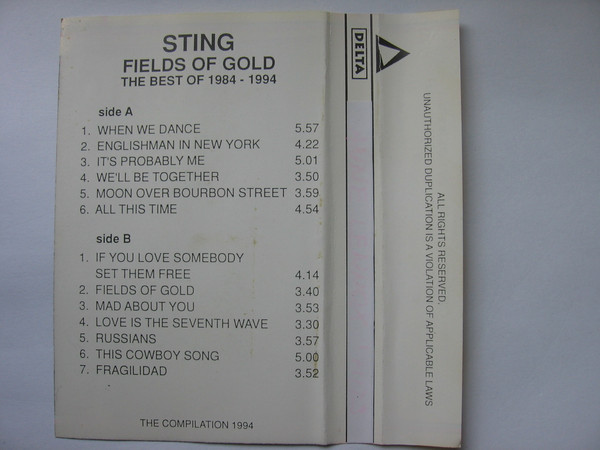 STING
FIELDS OF GOLD
THE BEST OF 1984 - 1994
side A
1. WHEN WE DANCE 5.57
2. ENGLISHMAN IN NEW YORK 4.22
3. IT'S PROBABLY ME 5.01
4. WE'LL BE TOGETHER 3.50
5. MOON OVER BOURBON STREET 3.59
6. ALL THIS TIME 4.54
side B
1. IF YOU LOVE SOMEBODY
SET THEM FREE 4.14
2. FIELDS OF GOLD 3.40
3. MAD ABOUT YOU 3.53
4. LOVE IS THE SEVENTH WAVE 3.30
5. RUSSIANS 3.57
6. THIS COWBOY SONG 5.00
7. FRAGILIDAD 3.52
THE COMPILATION 1994
DELTA
ALL RIGHTS RESERVED.
UNAUTHORIZED DUPLICATION IS A VIOLATION OF APPLICABLE LAWS